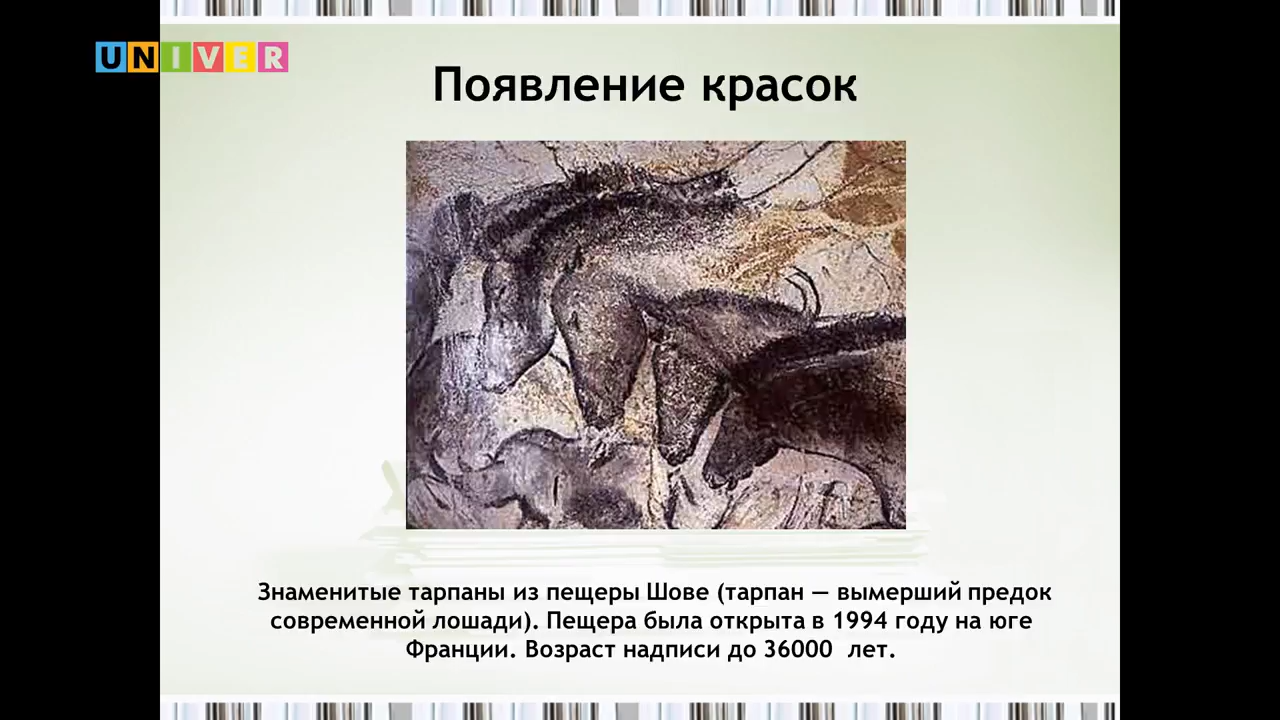 UNIVER
Появление красок
Знаменитые тарпаны из пещеры Шове (тарпан — вымерший предок
современной лошади). Пещера была открыта в 1994 году на юге
Франции. Возраст надписи до 36000 лет.